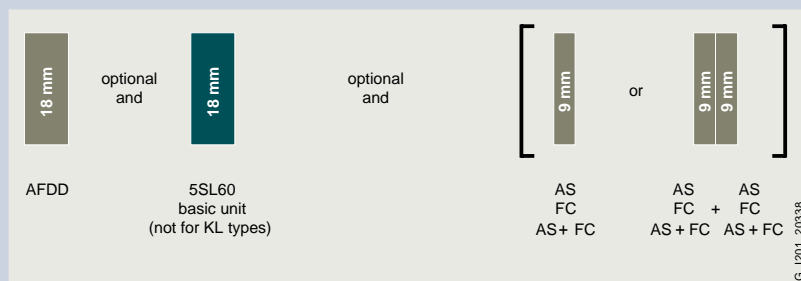 18 mm
optional
and
18 mm
optional
and
9 mm
or
9 mm
9 mm
AFDD
5SL60
basic unit
(not for KL types)
AS
FC
AS + FC
AS AS
FC + FC
AS + FC AS + FC
G_I201_20338